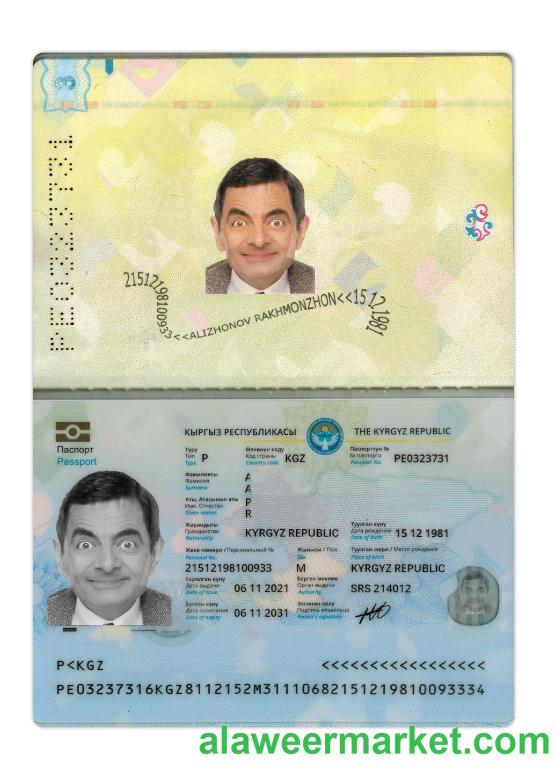 3
PE0323731
21512198100933<<ALIZHONOV RAKHMONZHON<<15 12 1981
КЫРГЫЗ РЕСПУБЛИКАСЫ THE KYRGYZ REPUBLIC
Паспорт
Passport
Түрү
Тип
Type
P
Өлкөнүн коду
Код страны
Country code
KGZ
Паспорттун №
№ паспорта
Passport No.
PE0323731
Фамилиясы
Фамилия
Surname
A
A
Аты, Атасынын аты
Имя, Отчество
Given names
P
R
Жарандыгы
Гражданство
Nationality
KYRGYZ REPUBLIC
Туулган күнү
Дата рождения
Date of birth
15 12 1981
Жеке номери / Персональный №
Personal No.
21512198100933
Жынысы / Пол
Sex
M
Туулган жери / Место рождения
Place of birth
KYRGYZ REPUBLIC
Берилген күнү
Дата выдачи
Date of issue
06 11 2021
Берген мекеме
Орган выдачи
Authority
SRS 214012
Бүткөн күнү
Дата окончания
Date of expiry
06 11 2031
Ээсинин колу
Подпись владельца
Holder's signature
P<KGZ <<<<<<<<<<<<<<<<<<
PE03237316KGZ8112152M31110682151219810093334
alaweermarket.com